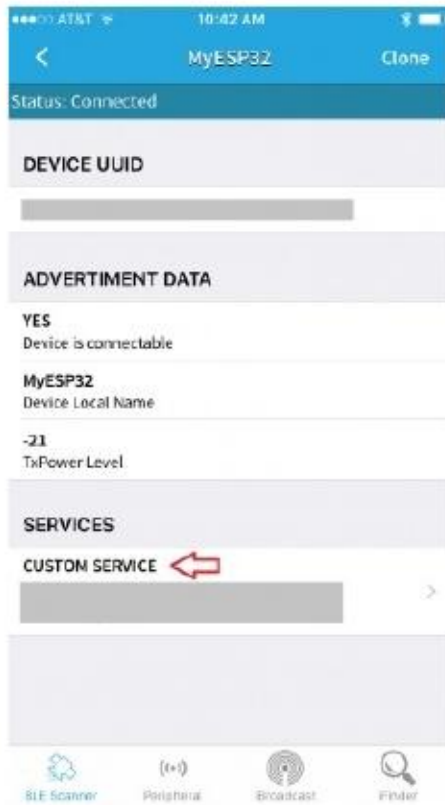 AT&T
10:42 AM
MyESP32
Clone
Status: Connected
DEVICE UUID
ADVERTIMENT DATA
YES
Device is connectable
MyESP32
Device Local Name
-21
TxPower Level
SERVICES
CUSTOM SERVICE
BLE Scanner
Peripheral
Broadcast
Finder